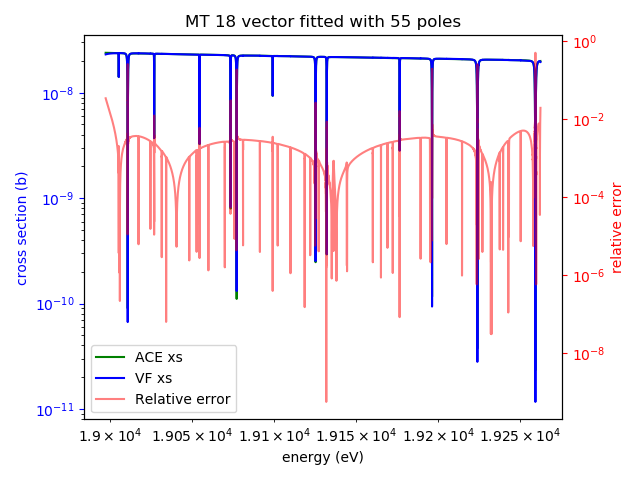 MT 18 vector fitted with 55 poles
cross section (b)
10⁻⁸
10⁻⁹
10⁻¹⁰
10⁻¹¹
10⁰
10⁻²
10⁻⁴
10⁻⁶
10⁻⁸
relative error
ACE xs
VF xs
Relative error
1.9 × 10⁴ 1.905 × 10⁴ 1.91 × 10⁴ 1.915 × 10⁴ 1.92 × 10⁴ 1.925 × 10⁴
energy (eV)